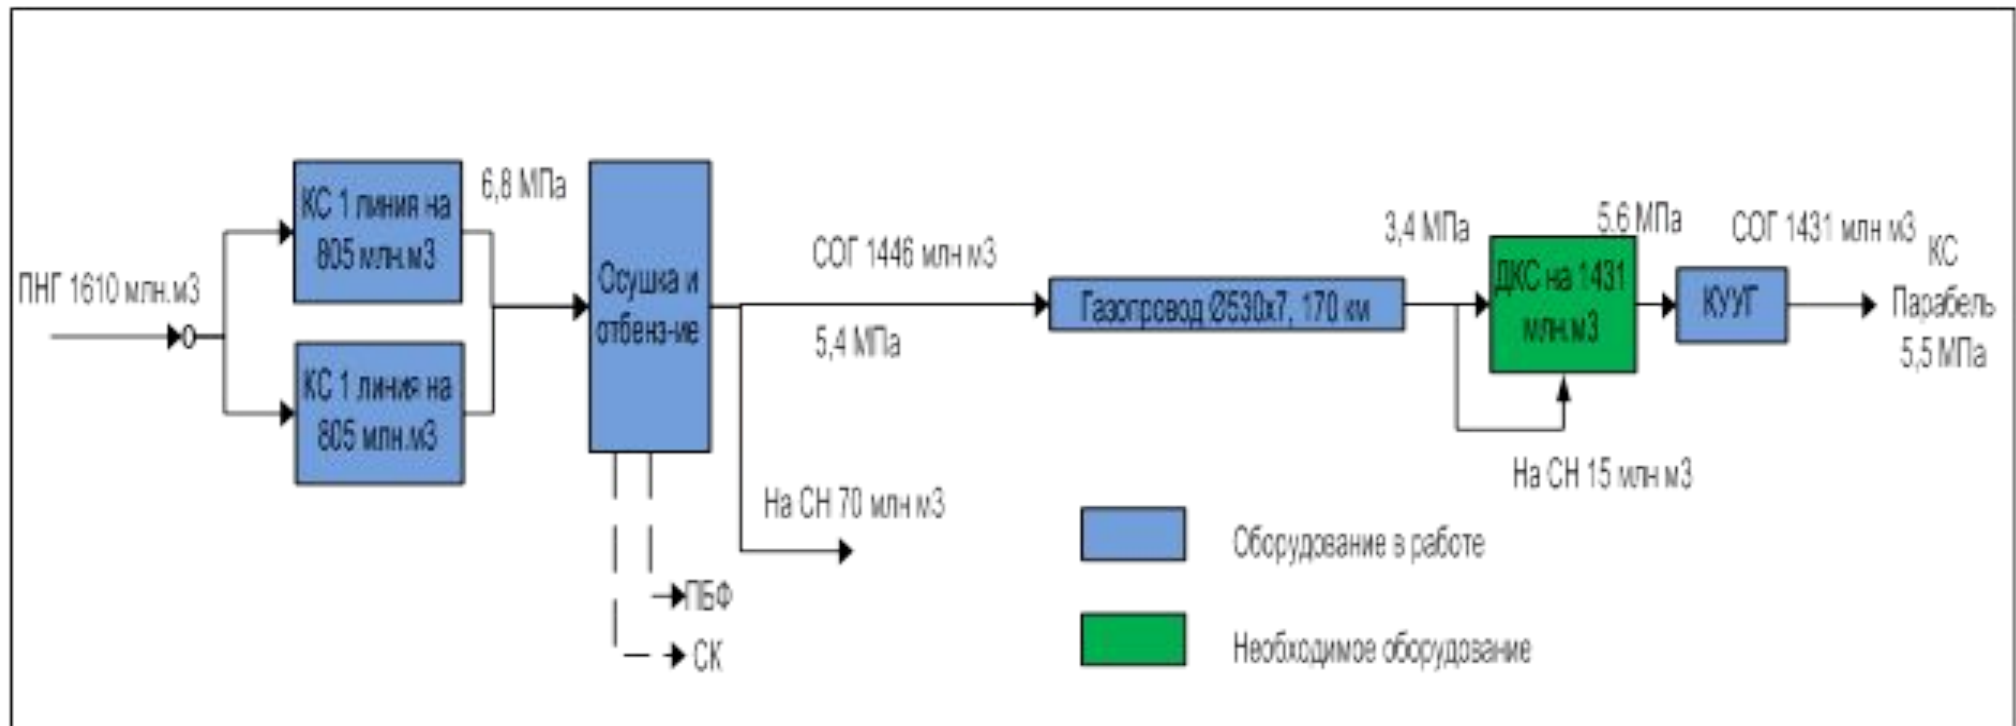 ПНГ 1610 млн.м3
КС 1 линия на
805 млн.м3
КС 1 линия на
805 млн.м3
6,8 МПа
Осушка и
отбенз-ие
СОГ 1446 млн м3
5,4 МПа
На СН 70 млн м3
ПБФ
СК
Газопровод Ø530х7, 170 км
3,4 МПа
ДКС на 1431
млн.м3
На СН 15 млн м3
5.6 МПа
КУУГ
СОГ 1431 млн м3
КС
Парабель
5,5 МПа
Оборудование в работе
Необходимое оборудование